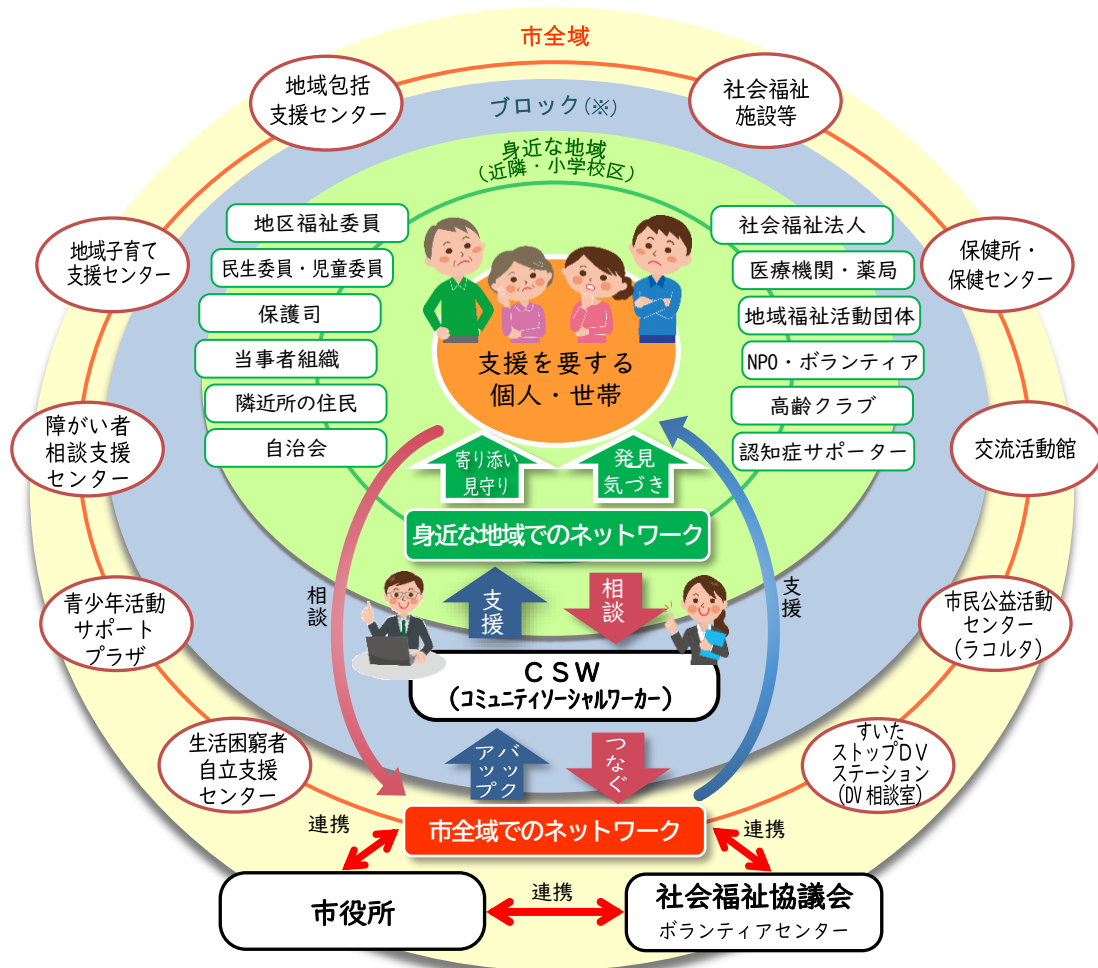 市全域
地域包括
支援センター
社会福祉
施設等
ブロック(※)
身近な地域
(近隣・小学校区)
地域子育て
支援センター
保健所・
保健センター
地区福祉委員
民生委員・児童委員
保護司
当事者組織
隣近所の住民
自治会
社会福祉法人
医療機関・薬局
地域福祉活動団体
NPO・ボランティア
高齢クラブ
認知症サポーター
支援を要する
個人・世帯
障がい者
相談支援
センター
交流活動館
寄り添い
見守り
発見
気づき
身近な地域でのネットワーク
相談
支援
相談
支援
青少年活動
サポート
プラザ
市民公益活動
センター
(ラコルタ)
CSW
(コミュニティソーシャルワーカー)
バック
アップ
つなぐ
生活困窮者
自立支援
センター
すいた
ストップDV
ステーション
(DV相談室)
市全域でのネットワーク
連携
連携
市役所
連携
社会福祉協議会
ボランティアセンター